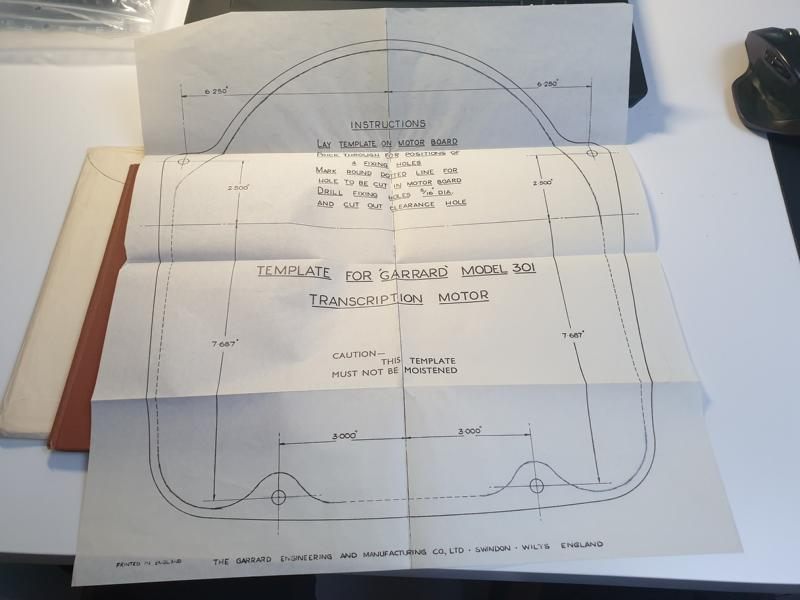 6·250"
6·250"
INSTRUCTIONS
LAY TEMPLATE ON MOTOR BOARD
PRICK THROUGH FOR POSITIONS OF
4 FIXING HOLES
MARK ROUND DOTTED LINE FOR
HOLE TO BE CUT IN MOTOR BOARD
DRILL FIXING HOLES 5/16" DIA.
AND CUT OUT CLEARANCE HOLE
2·500"
2·500"
TEMPLATE FOR 'GARRARD' MODEL 301
TRANSCRIPTION MOTOR
7·687"
7·687"
CAUTION—
THIS TEMPLATE
MUST NOT BE MOISTENED
3·000"
3·000"
PRINTED IN ENGLAND
THE GARRARD ENGINEERING AND MANUFACTURING CO., LTD · SWINDON · WILTS ENGLAND